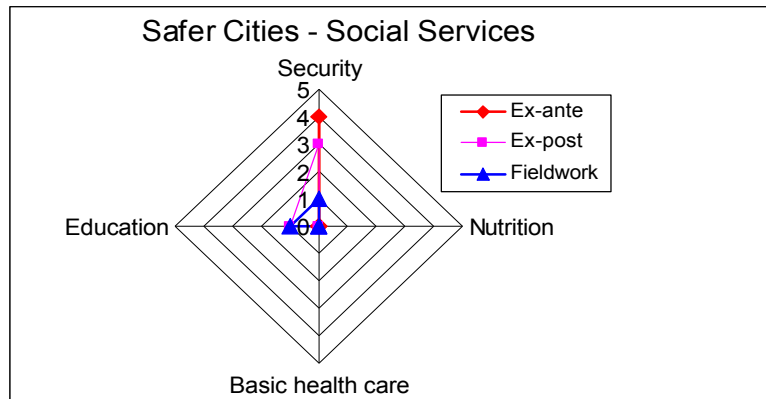 Safer Cities - Social Services
Security
5
4
3
2
1
0
Ex-ante
Ex-post
Fieldwork
Education
Nutrition
Basic health care